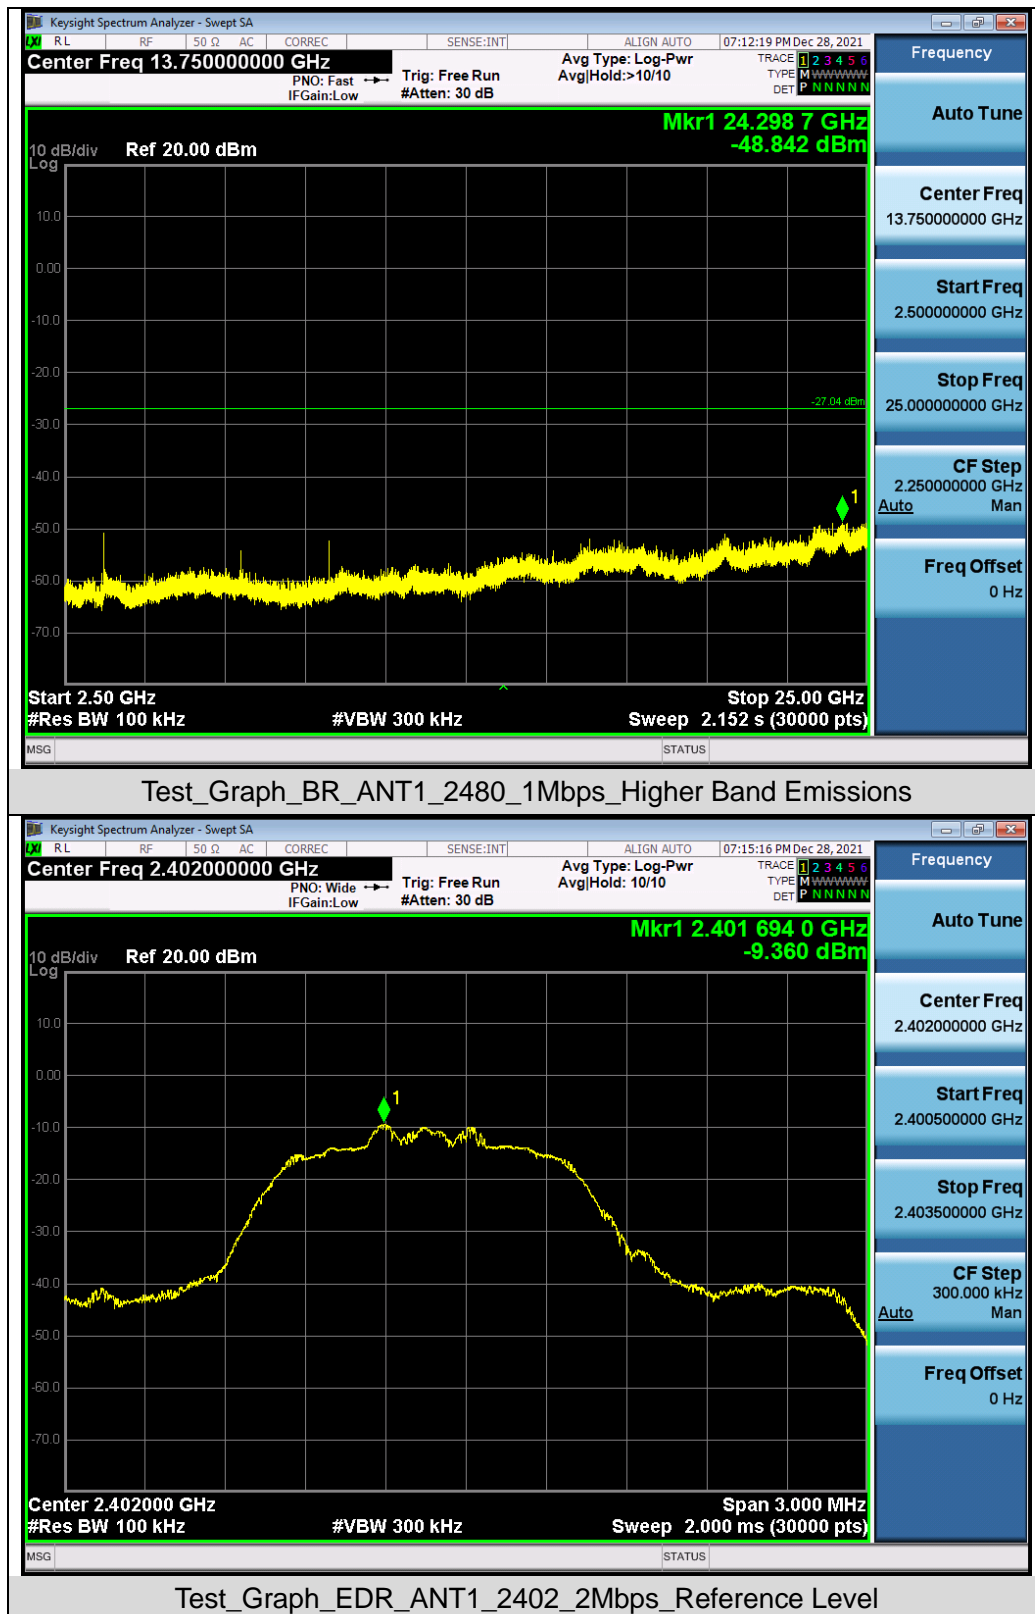 Keysight Spectrum Analyzer - Swept SA
LXI RL RF 50 Ω AC CORREC SENSE:INT ALIGN AUTO 07:12:19 PM Dec 28, 2021
Center Freq 13.750000000 GHz
PNO: Fast
IFGain:Low
Trig: Free Run
#Atten: 30 dB
Avg Type: Log-Pwr
Avg|Hold:>10/10
TRACE 1 2 3 4 5 6
TYPE M WWWWW
DET P N N N N N
Frequency
Auto Tune
Center Freq
13.750000000 GHz
Start Freq
2.500000000 GHz
Stop Freq
25.000000000 GHz
CF Step
2.250000000 GHz
Auto Man
Freq Offset
0 Hz
Mkr1 24.298 7 GHz
-48.842 dBm
10 dB/div Ref 20.00 dBm
Log
10.0
0.00
-10.0
-20.0
-27.04 dBm
-30.0
-40.0
1
-50.0
-60.0
-70.0
Start 2.50 GHz Stop 25.00 GHz
#Res BW 100 kHz #VBW 300 kHz Sweep 2.152 s (30000 pts)
MSG STATUS
Test_Graph_BR_ANT1_2480_1Mbps_Higher Band Emissions
Keysight Spectrum Analyzer - Swept SA
LXI RL RF 50 Ω AC CORREC SENSE:INT ALIGN AUTO 07:15:16 PM Dec 28, 2021
Center Freq 2.402000000 GHz
PNO: Wide
IFGain:Low
Trig: Free Run
#Atten: 30 dB
Avg Type: Log-Pwr
Avg|Hold: 10/10
TRACE 1 2 3 4 5 6
TYPE M WWWWW
DET P N N N N N
Frequency
Auto Tune
Center Freq
2.402000000 GHz
Start Freq
2.400500000 GHz
Stop Freq
2.403500000 GHz
CF Step
300.000 kHz
Auto Man
Freq Offset
0 Hz
Mkr1 2.401 694 0 GHz
-9.360 dBm
10 dB/div Ref 20.00 dBm
Log
10.0
0.00
1
-10.0
-20.0
-30.0
-40.0
-50.0
-60.0
-70.0
Center 2.402000 GHz Span 3.000 MHz
#Res BW 100 kHz #VBW 300 kHz Sweep 2.000 ms (30000 pts)
MSG STATUS
Test_Graph_EDR_ANT1_2402_2Mbps_Reference Level